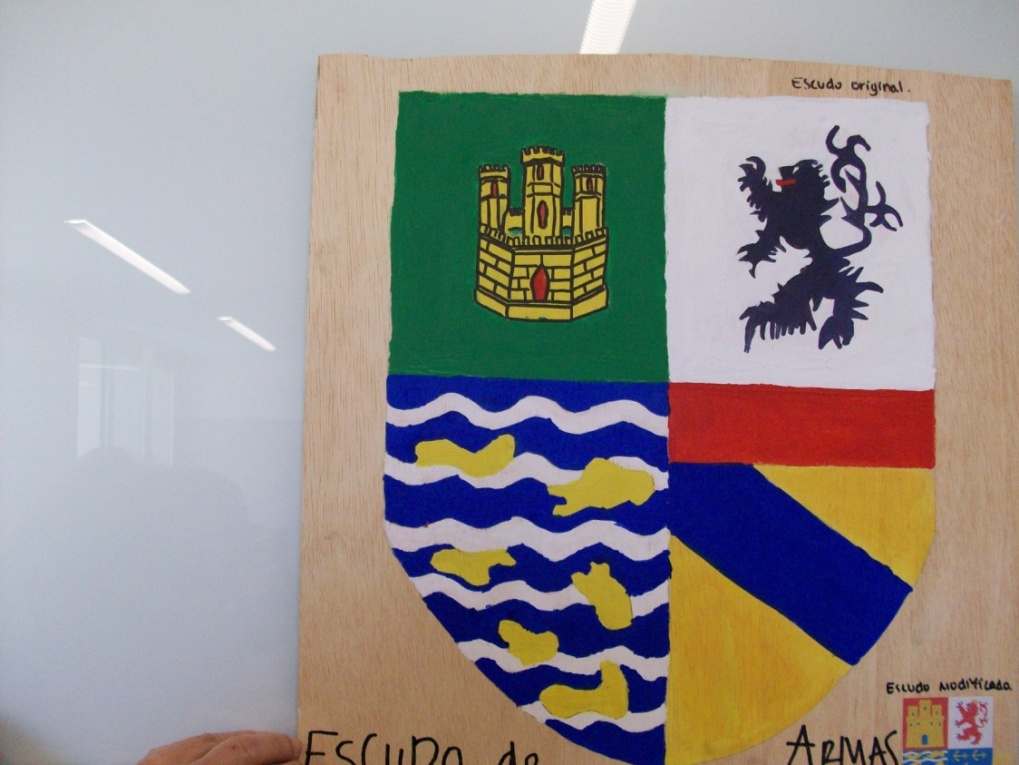 Escudo original.
Escudo Modificado.
ESCUDO de ARMAS